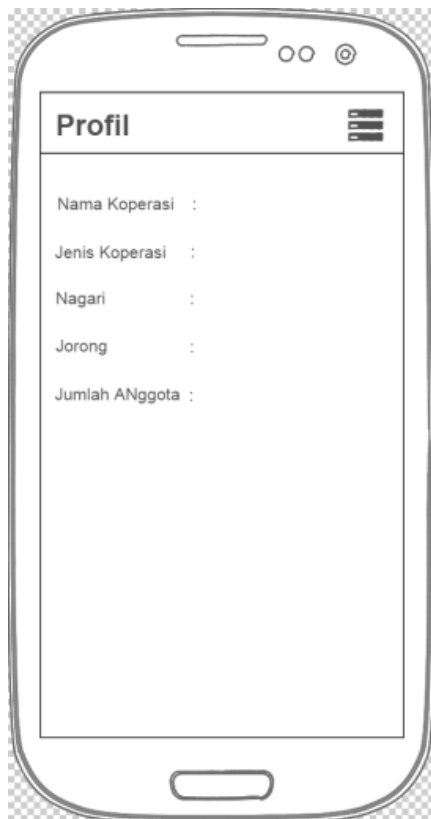 Profil
Nama Koperasi :
Jenis Koperasi :
Nagari :
Jorong :
Jumlah ANggota :